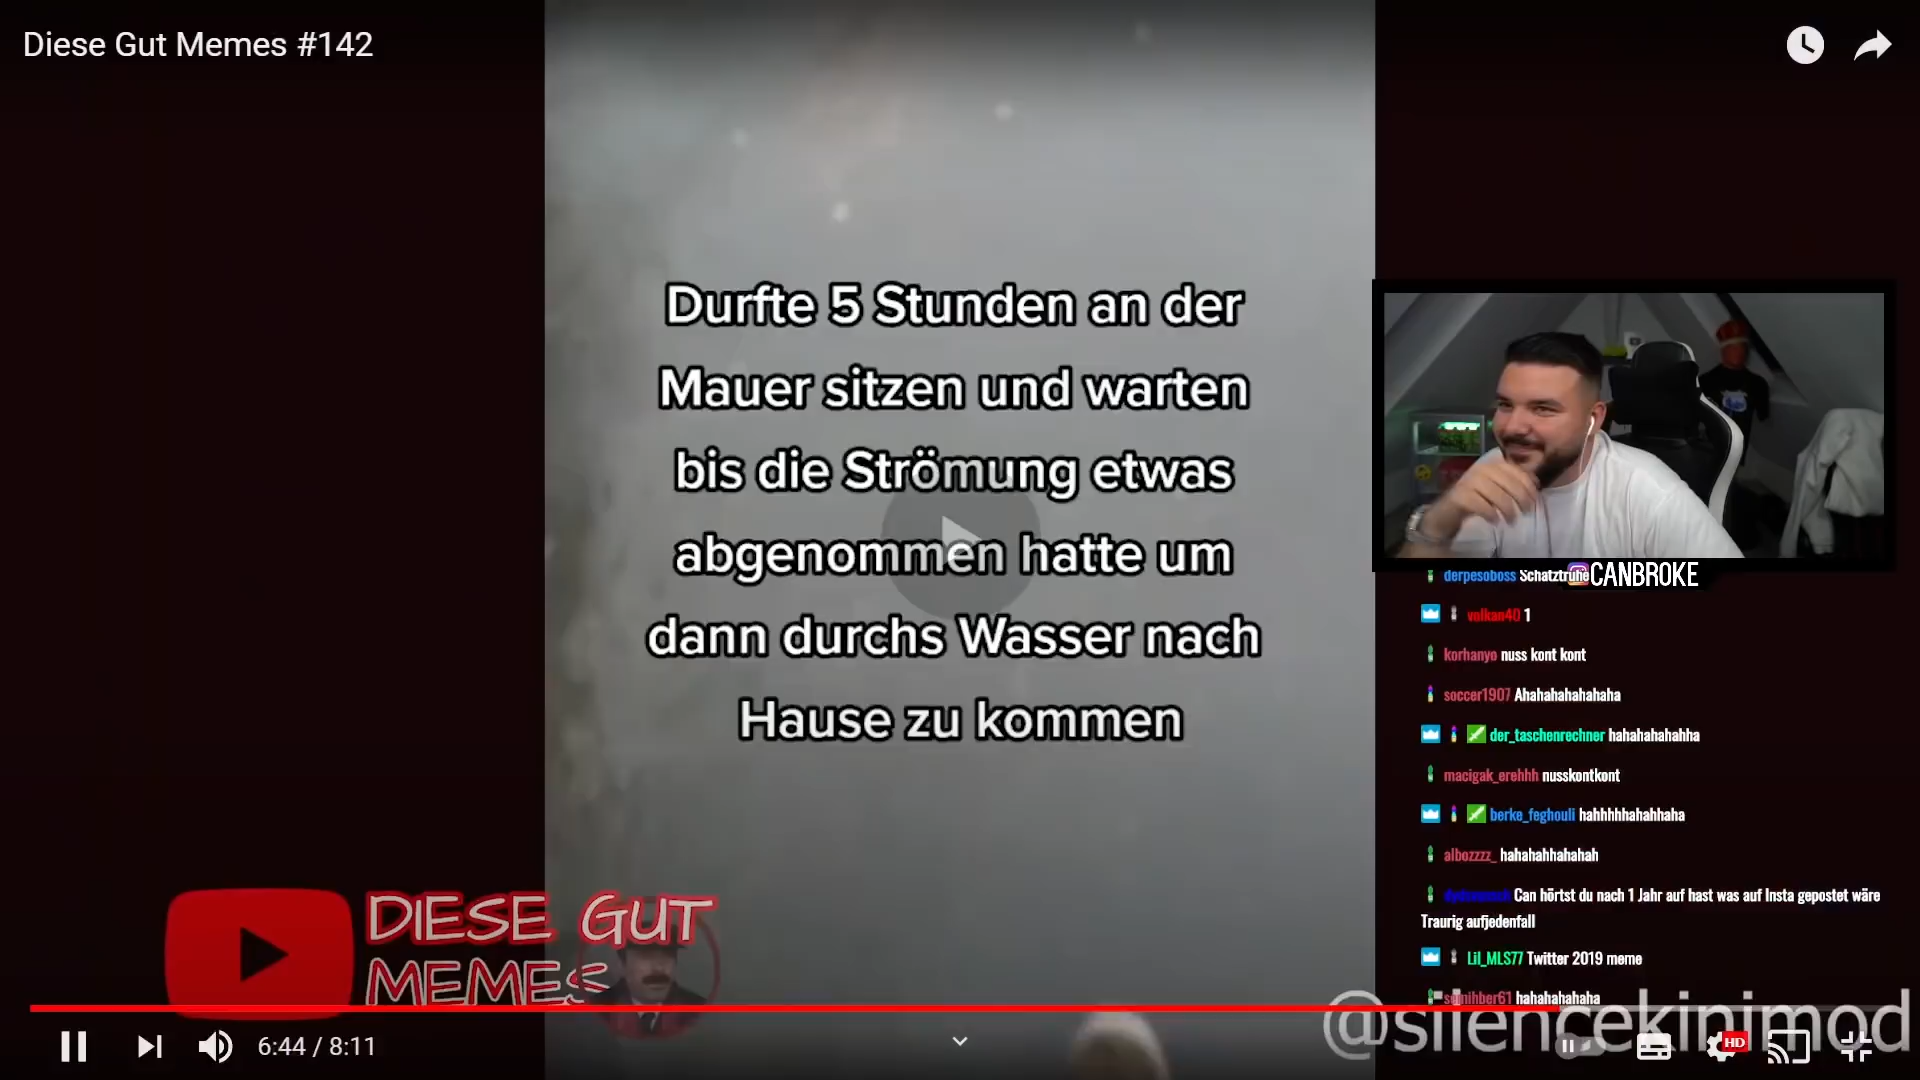 Diese Gut Memes #142
Durfte 5 Stunden an der
Mauer sitzen und warten
bis die Strömung etwas
abgenommen hatte um
dann durchs Wasser nach
Hause zu kommen
CANBROKE
derpesoboss Schatztruhe
volkan40 1
korhanyo nuss kont kont
soccer1907 Ahahahahahahaha
der_taschenrechner hahahahahahha
macigak_erehhh nusskontkont
berke_feghouli hahhhhhahahhaha
albozzzz_ hahahahhahahah
Can hörtst du nach 1 Jahr auf hast was auf Insta gepostet wäre
Traurig aufjedenfall
Lil_MLS77 Twitter 2019 meme
hahahahahaha
DIESE GUT
MEMES
@silencekinimod
6:44 / 8:11
HD